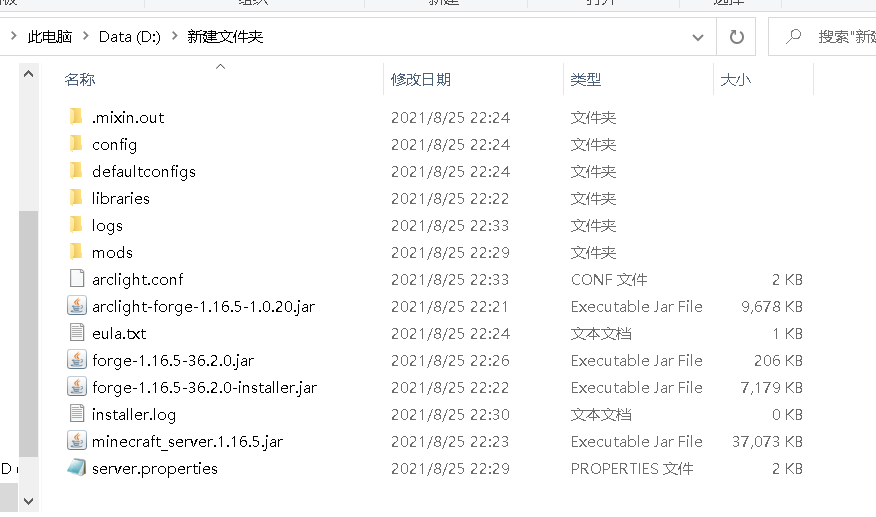 此电脑 Data (D:) 新建文件夹 搜索"新建
名称 修改日期 类型 大小
.mixin.out 2021/8/25 22:24 文件夹
config 2021/8/25 22:24 文件夹
defaultconfigs 2021/8/25 22:24 文件夹
libraries 2021/8/25 22:22 文件夹
logs 2021/8/25 22:33 文件夹
mods 2021/8/25 22:29 文件夹
arclight.conf 2021/8/25 22:33 CONF 文件 2 KB
arclight-forge-1.16.5-1.0.20.jar 2021/8/25 22:21 Executable Jar File 9,678 KB
eula.txt 2021/8/25 22:24 文本文档 1 KB
forge-1.16.5-36.2.0.jar 2021/8/25 22:26 Executable Jar File 206 KB
forge-1.16.5-36.2.0-installer.jar 2021/8/25 22:22 Executable Jar File 7,179 KB
installer.log 2021/8/25 22:30 文本文档 0 KB
minecraft_server.1.16.5.jar 2021/8/25 22:23 Executable Jar File 37,073 KB
server.properties 2021/8/25 22:29 PROPERTIES 文件 2 KB